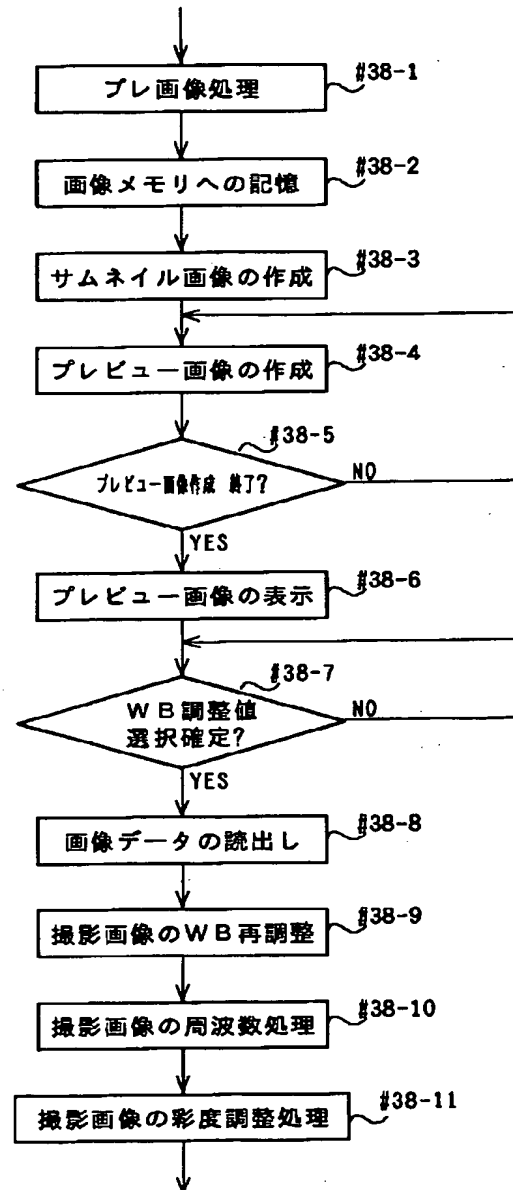 プレ画像処理
#38-1
画像メモリへの記憶
#38-2
サムネイル画像の作成
#38-3
プレビュー画像の作成
#38-4
プレビュー画像作成 終了?
#38-5
NO
YES
プレビュー画像の表示
#38-6
WB調整値
選択確定?
#38-7
NO
YES
画像データの読出し
#38-8
撮影画像のWB再調整
#38-9
撮影画像の周波数処理
#38-10
撮影画像の彩度調整処理
#38-11